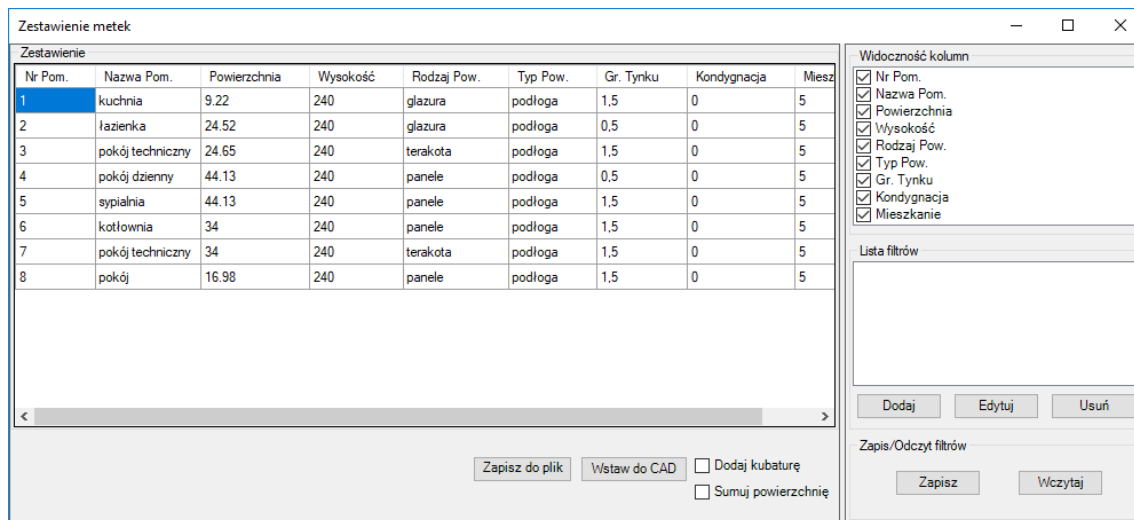 Zestawienie metek
Zestawienie
Nr Pom. Nazwa Pom. Powierzchnia Wysokość Rodzaj Pow. Typ Pow. Gr. Tynku Kondygnacja Miesz
1 kuchnia 9.22 240 glazura podłoga 1,5 0 5
2 łazienka 24.52 240 glazura podłoga 0,5 0 5
3 pokój techniczny 24.65 240 terakota podłoga 1,5 0 5
4 pokój dzienny 44.13 240 panele podłoga 0,5 0 5
5 sypialnia 44.13 240 panele podłoga 1,5 0 5
6 kotłownia 34 240 panele podłoga 1,5 0 5
7 pokój techniczny 34 240 terakota podłoga 1,5 0 5
8 pokój 16.98 240 panele podłoga 1,5 0 5
Zapisz do plik Wstaw do CAD
Dodaj kubaturę
Sumuj powierzchnię
Widoczność kolumn
Nr Pom.
Nazwa Pom.
Powierzchnia
Wysokość
Rodzaj Pow.
Typ Pow.
Gr. Tynku
Kondygnacja
Mieszkanie
Lista filtrów
Dodaj Edytuj Usuń
Zapis/Odczyt filtrów
Zapisz Wczytaj